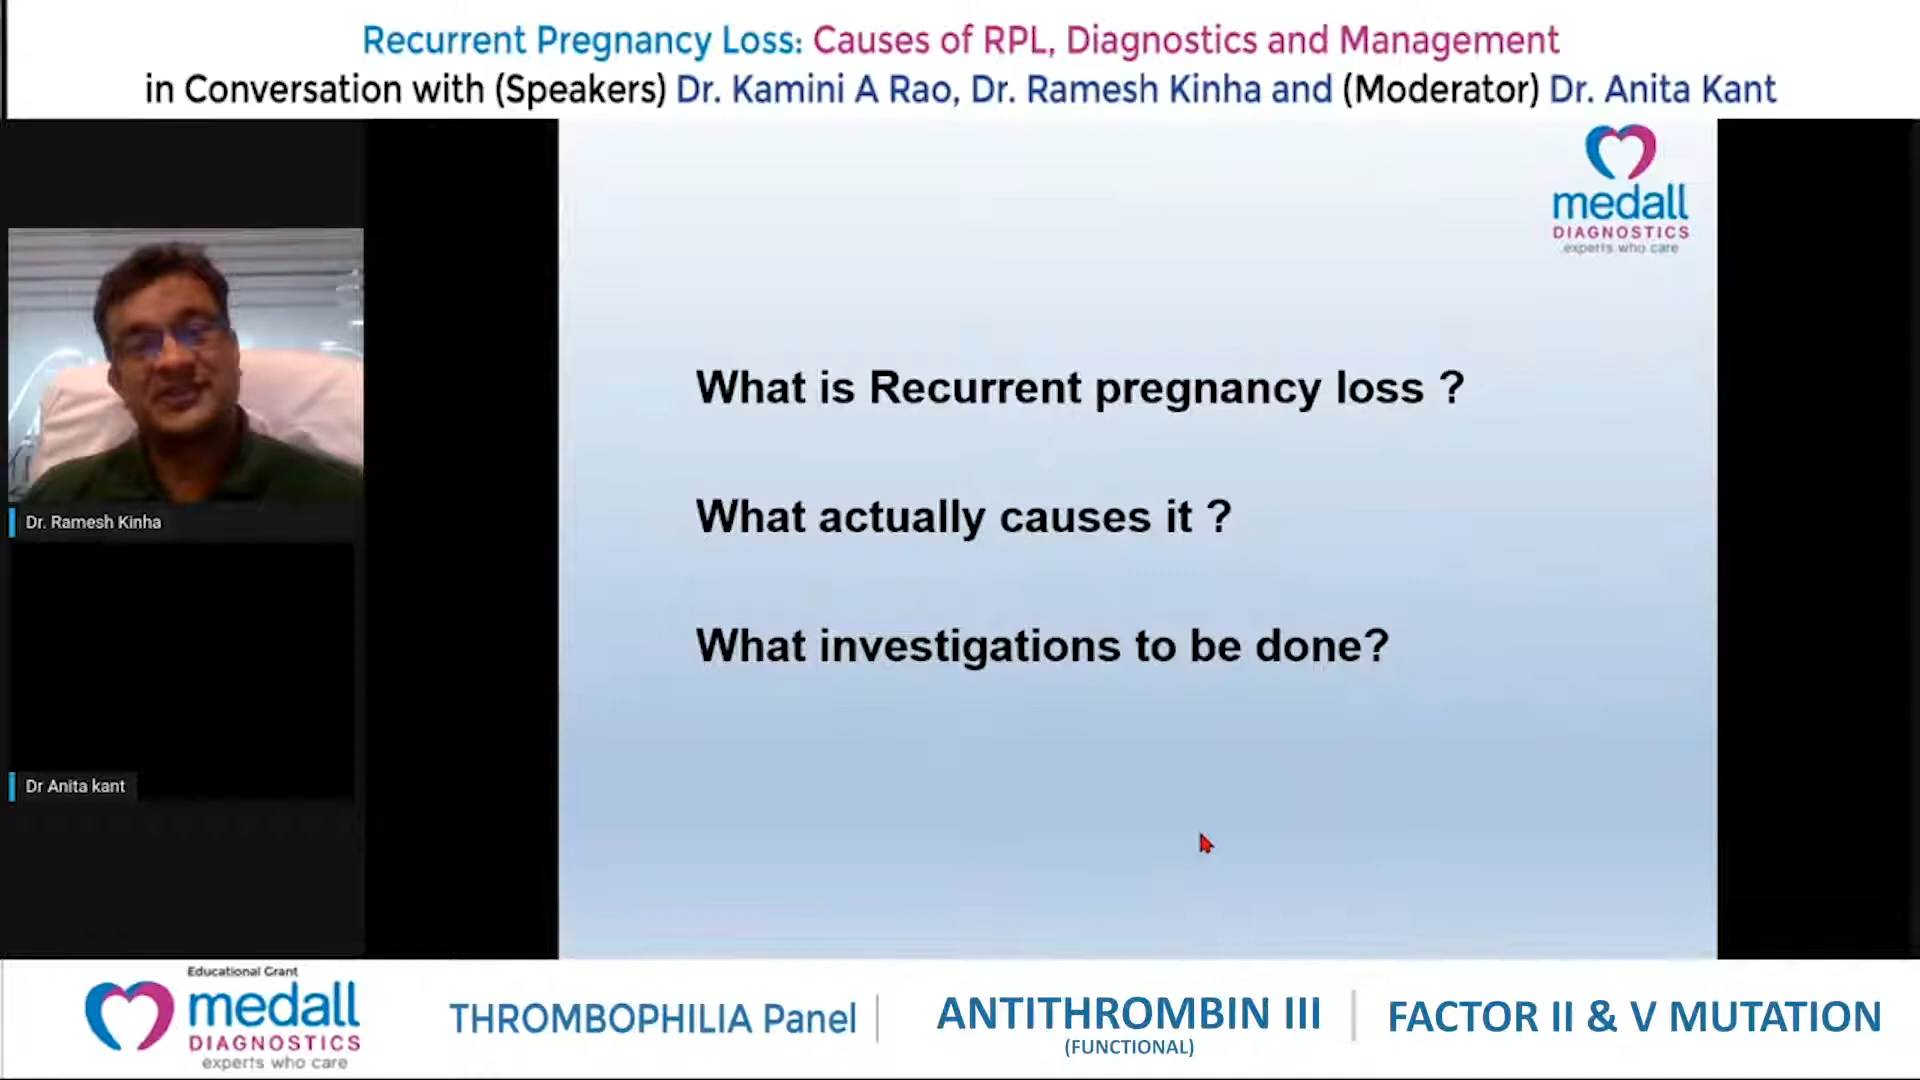 Recurrent Pregnancy Loss: Causes of RPL, Diagnostics and Management
in Conversation with (Speakers) Dr. Kamini A Rao, Dr. Ramesh Kinha and (Moderator) Dr. Anita Kant
medall
DIAGNOSTICS
experts who care
What is Recurrent pregnancy loss ?
What actually causes it ?
What investigations to be done?
Dr. Ramesh Kinha
Dr Anita kant
Educational Grant
medall
DIAGNOSTICS
experts who care
THROMBOPHILIA Panel
ANTITHROMBIN III
(FUNCTIONAL)
FACTOR II & V MUTATION